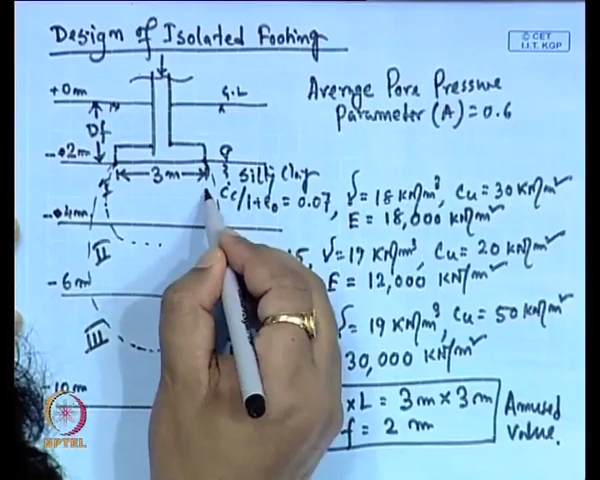 Design of Isolated Footing
© CET
I.I.T. KGP
+0m
G.L
Average Pore Pressure
Parameter (A) = 0.6
Df
-2m
3m
q
Silty Clay
Cc/1+e0 = 0.07, γ = 18 KN/m³, Cu = 30 KN/m²
E = 18,000 KN/m²
I
-4m
II
15, γ = 17 KN/m³, Cu = 20 KN/m²
E = 12,000 KN/m²
-6m
γ = 19 KN/m³, Cu = 50 KN/m²
III
30,000 KN/m²
-10m
x L = 3m x 3m
f = 2 m
Assumed
Value.
NPTEL